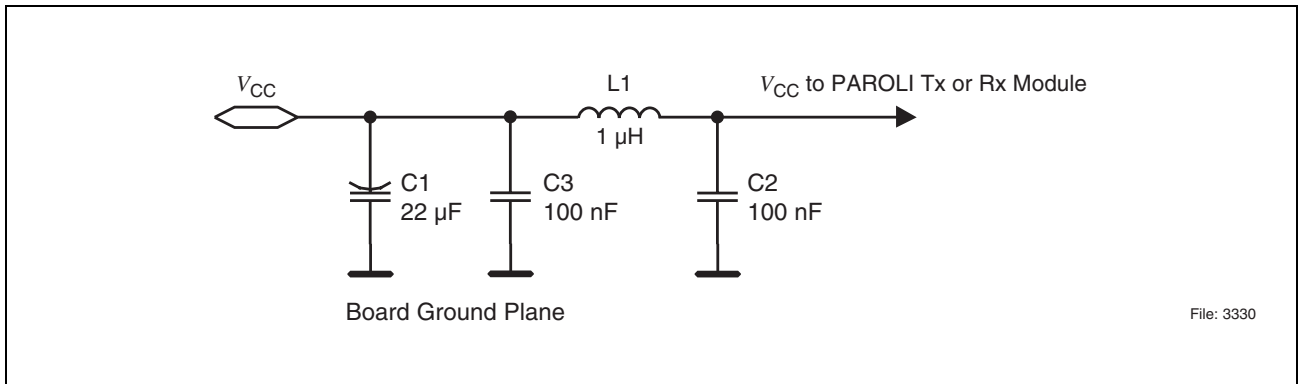 VCC
L1
VCC to PAROLI Tx or Rx Module
1 µH
C1
22 µF
C3
100 nF
C2
100 nF
Board Ground Plane
File: 3330